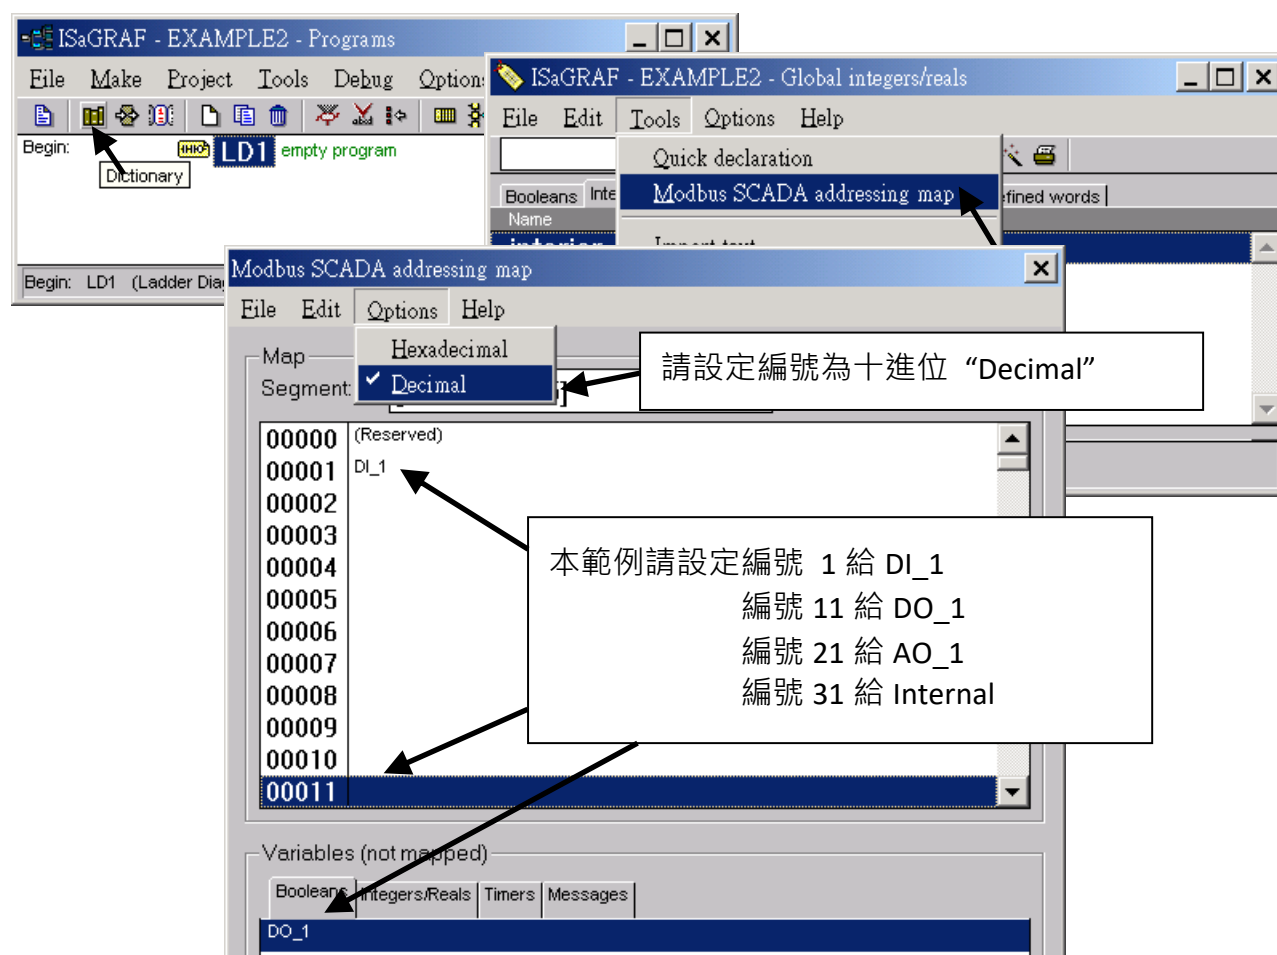 ISaGRAF - EXAMPLE2 - Programs
File Make Project Tools Debug Option
Begin: LD1 empty program
Dictionary
Begin: LD1 (Ladder Dia
ISaGRAF - EXAMPLE2 - Global integers/reals
File Edit Tools Options Help
Quick declaration
Modbus SCADA addressing map
Booleans Inte fined words
Name
Modbus SCADA addressing map
File Edit Options Help
Hexadecimal
Decimal
Map
Segment:
請設定編號為十進位 “Decimal”
00000 (Reserved)
00001 DI_1
00002
00003
00004
00005
00006
00007
00008
00009
00010
00011
本範例請設定編號 1 給 DI_1
編號 11 給 DO_1
編號 21 給 AO_1
編號 31 給 Internal
Variables (not mapped)
Booleans Integers/Reals Timers Messages
DO_1